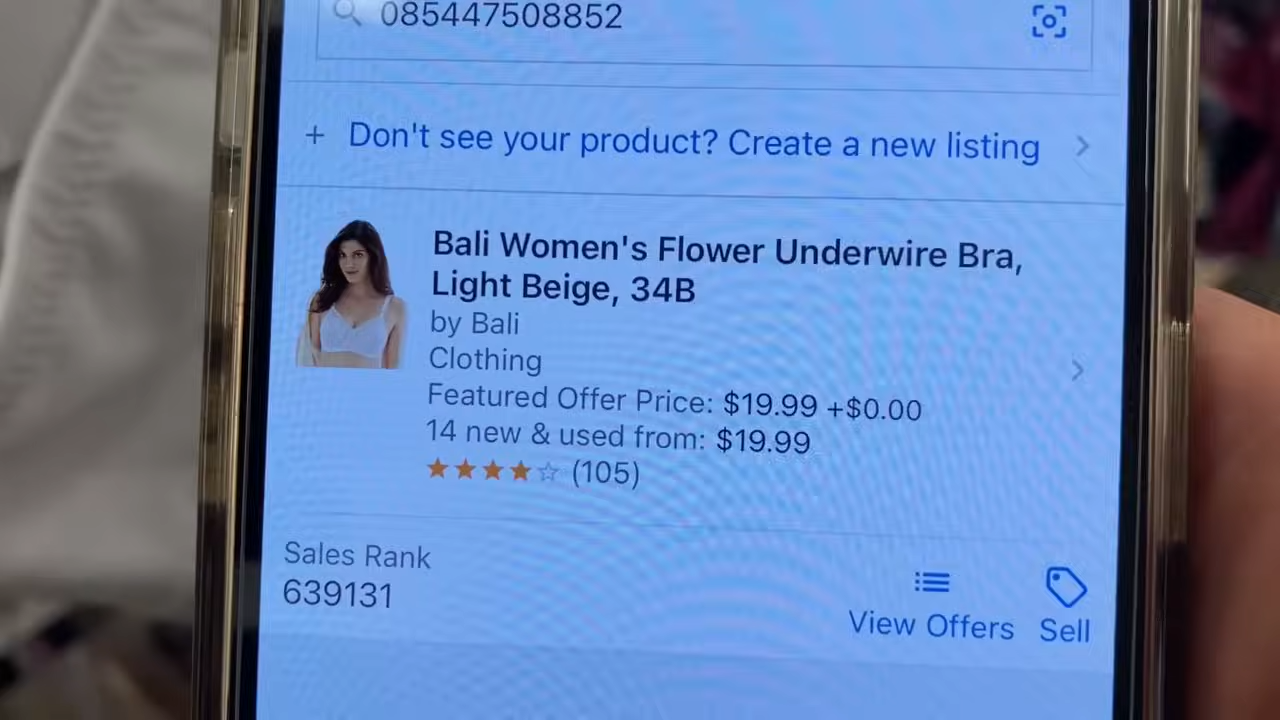 085447508852
+ Don't see your product? Create a new listing
Bali Women's Flower Underwire Bra,
Light Beige, 34B
by Bali
Clothing
Featured Offer Price: $19.99 +$0.00
14 new & used from: $19.99
(105)
Sales Rank
639131
View Offers
Sell